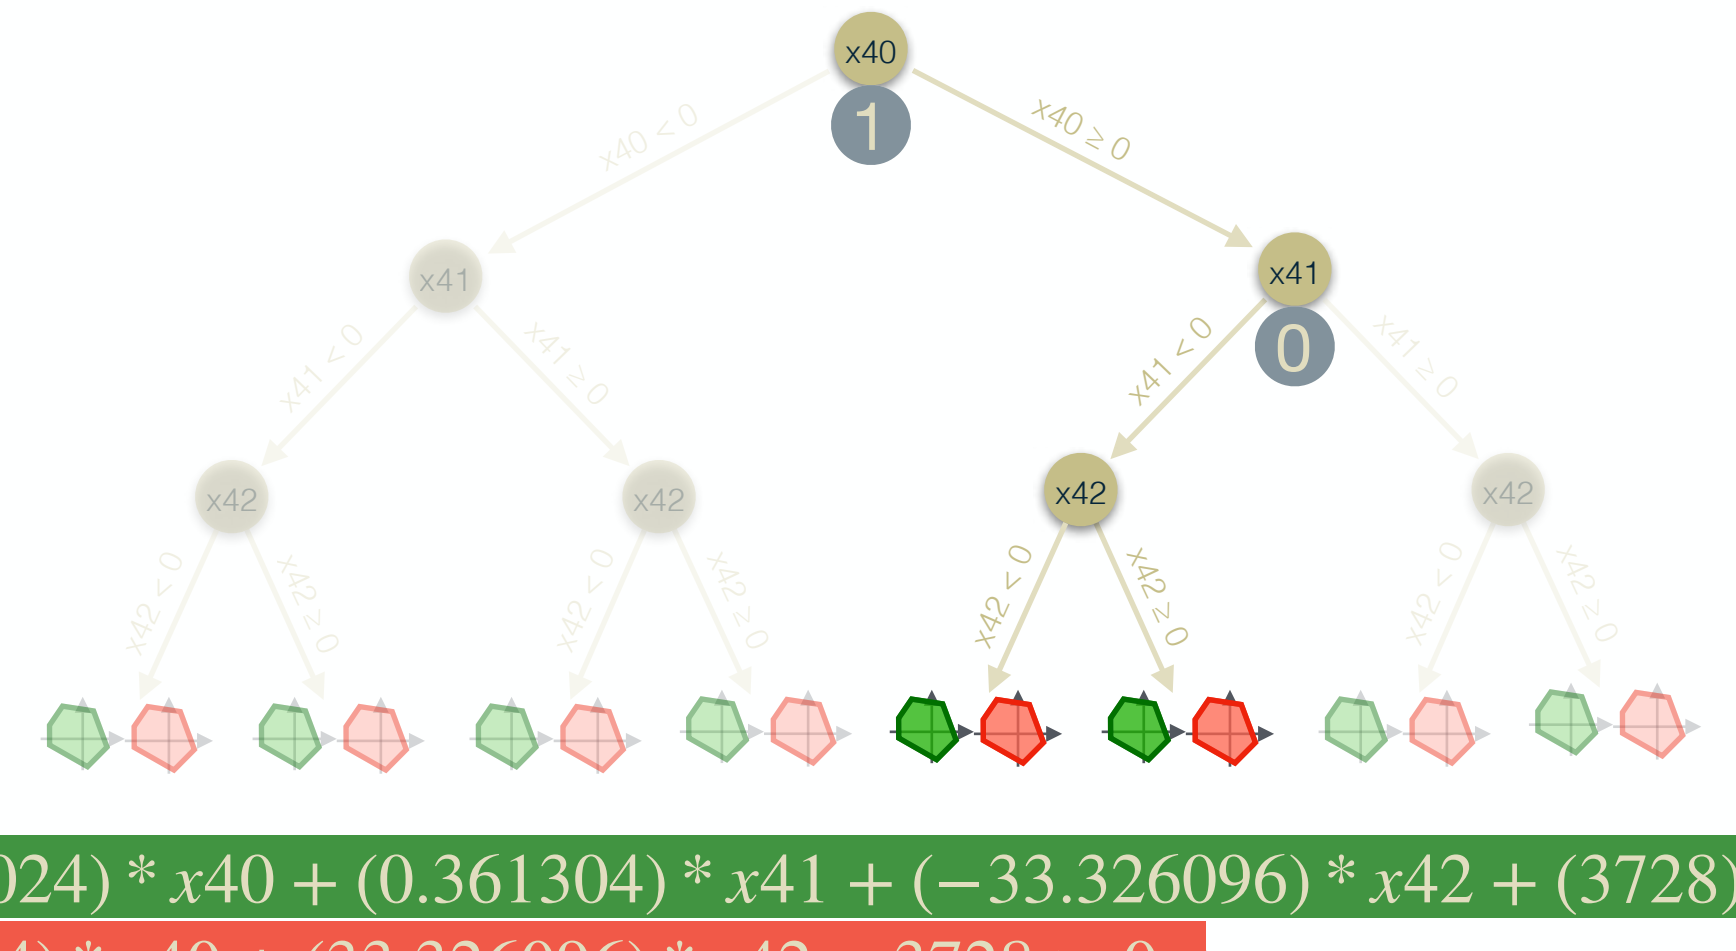 x40
1
x40 < 0
x40 ≥ 0
x41
x41
0
x41 < 0
x41 ≥ 0
x41 < 0
x41 ≥ 0
x42
x42
x42
x42
x42 < 0
x42 ≥ 0
x42 < 0
x42 ≥ 0
x42 < 0
x42 ≥ 0
x42 < 0
x42 ≥ 0
024) * x40 + (0.361304) * x41 + (−33.326096) * x42 + (3728)